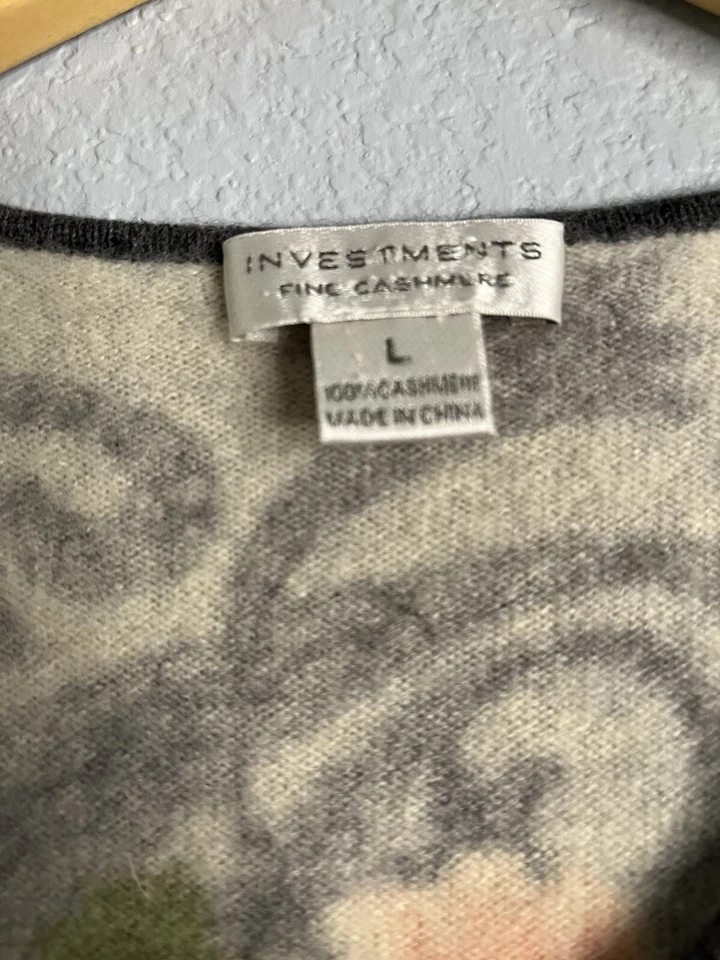 INVESTMENTS
FINE CASHMERE
L
100% CASHMERE
MADE IN CHINA